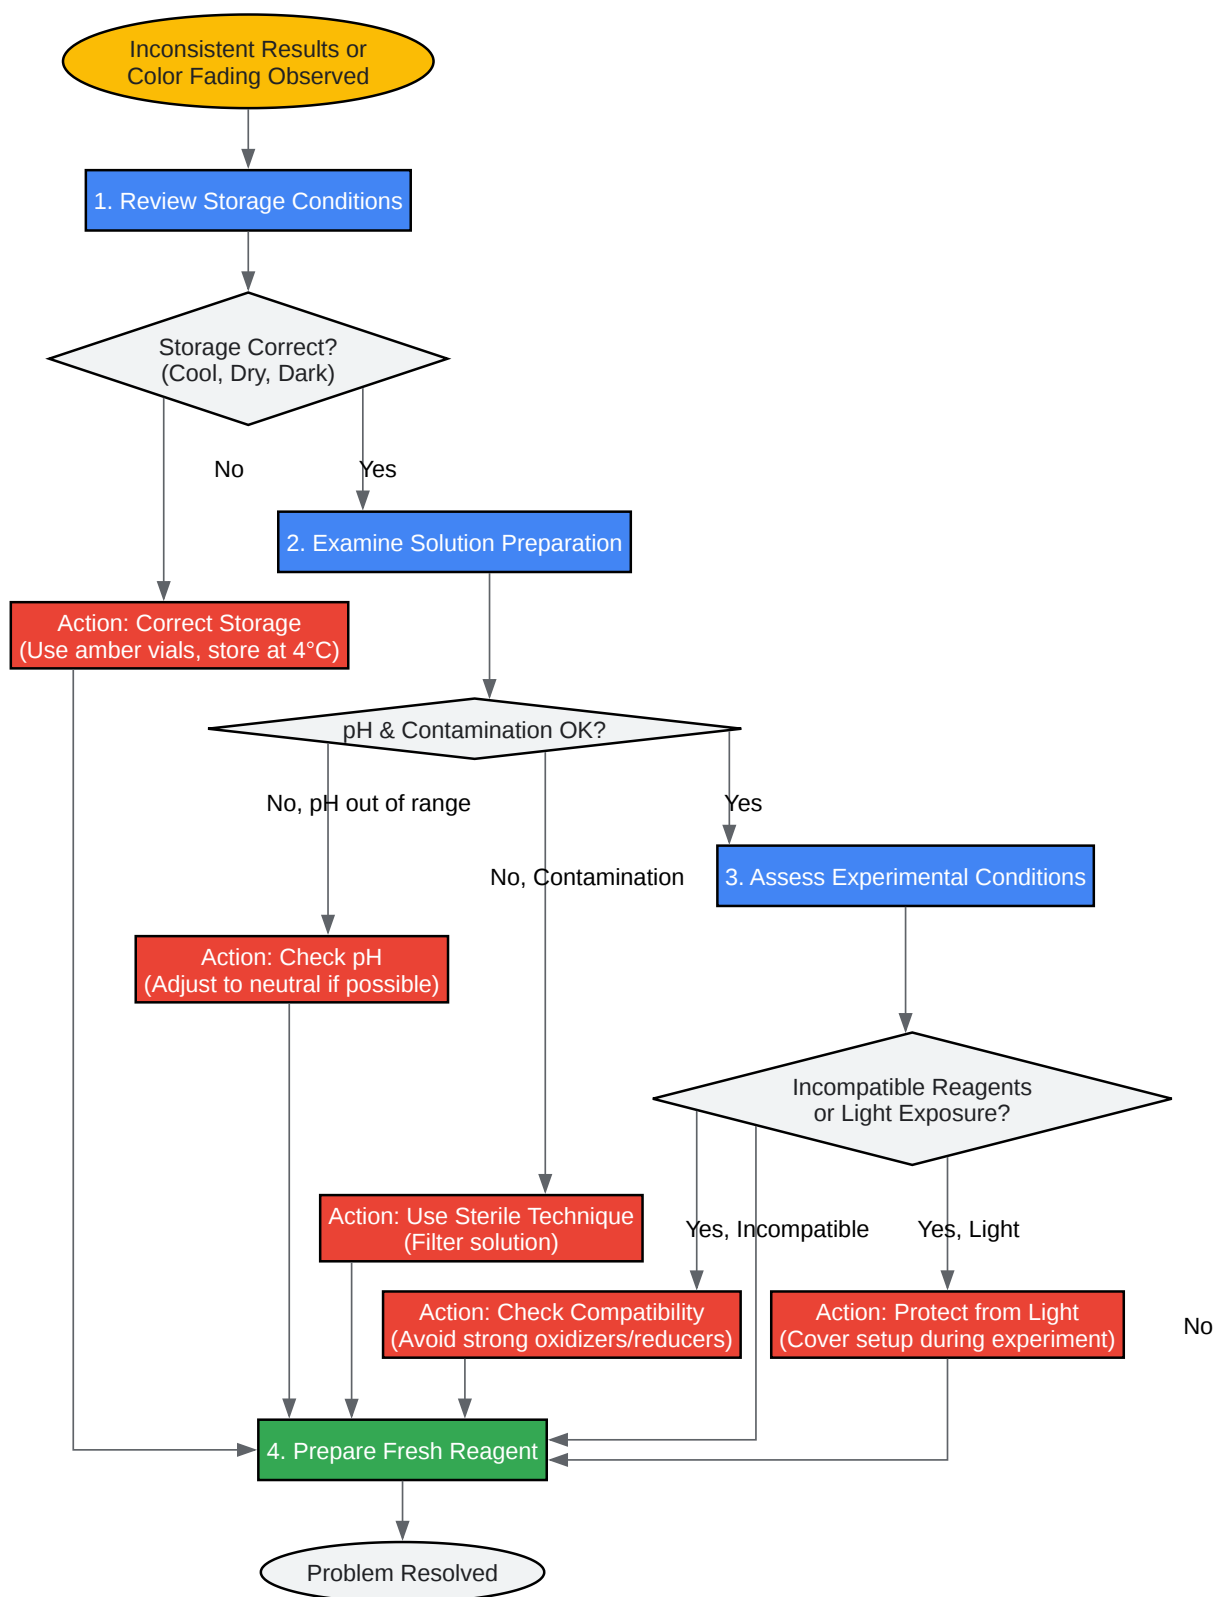 Inconsistent Results or
Color Fading Observed
1. Review Storage Conditions
Storage Correct?
(Cool, Dry, Dark)
No
Yes
2. Examine Solution Preparation
Action: Correct Storage
(Use amber vials, store at 4°C)
pH & Contamination OK?
No, pH out of range
Yes
No, Contamination
3. Assess Experimental Conditions
Action: Check pH
(Adjust to neutral if possible)
Incompatible Reagents
or Light Exposure?
Action: Use Sterile Technique
(Filter solution)
Yes, Incompatible
Yes, Light
Action: Check Compatibility
(Avoid strong oxidizers/reducers)
Action: Protect from Light
(Cover setup during experiment)
No
4. Prepare Fresh Reagent
Problem Resolved